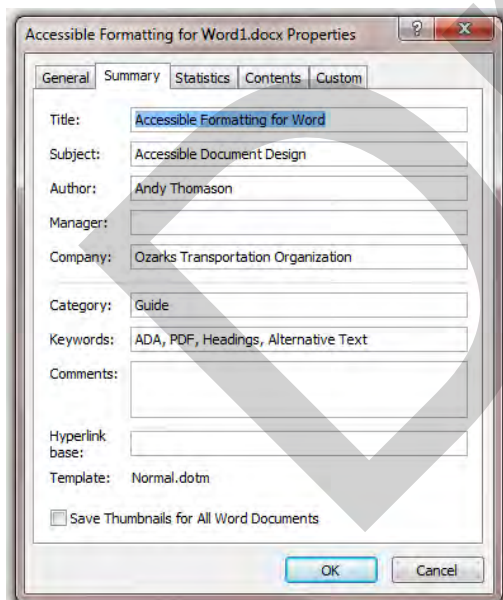 Accessible Formatting for Word1.docx Properties
General Summary Statistics Contents Custom
Title: Accessible Formatting for Word
Subject: Accessible Document Design
Author: Andy Thomason
Manager:
Company: Ozarks Transportation Organization
Category: Guide
Keywords: ADA, PDF, Headings, Alternative Text
Comments:
Hyperlink
base:
Template: Normal.dotm
Save Thumbnails for All Word Documents
OK Cancel